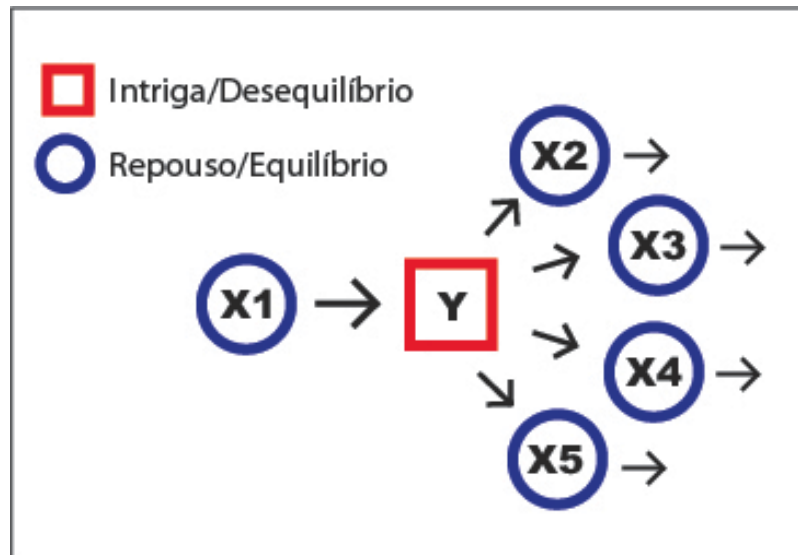 Intriga/Desequilíbrio
Repouso/Equilíbrio
X2
X3
X1
Y
X4
X5